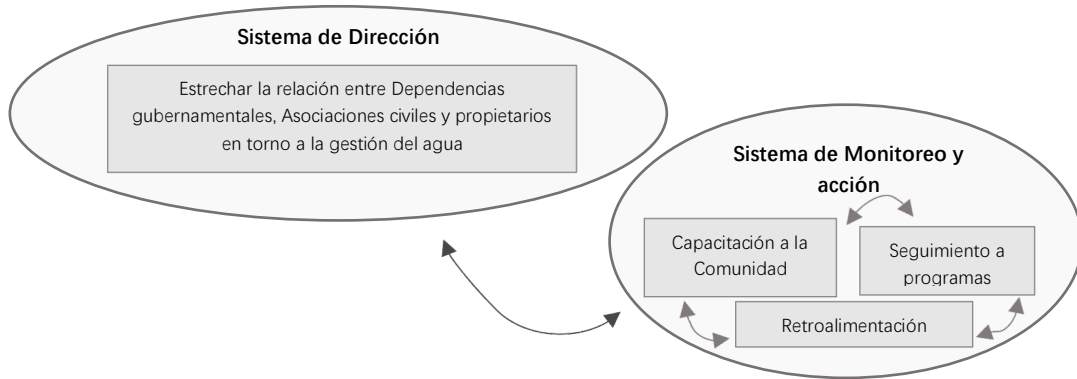 Sistema de Dirección
Estrechar la relación entre Dependencias
gubernamentales, Asociaciones civiles y propietarios
en torno a la gestión del agua
Sistema de Monitoreo y
acción
Capacitación a la
Comunidad
Seguimiento a
programas
Retroalimentación